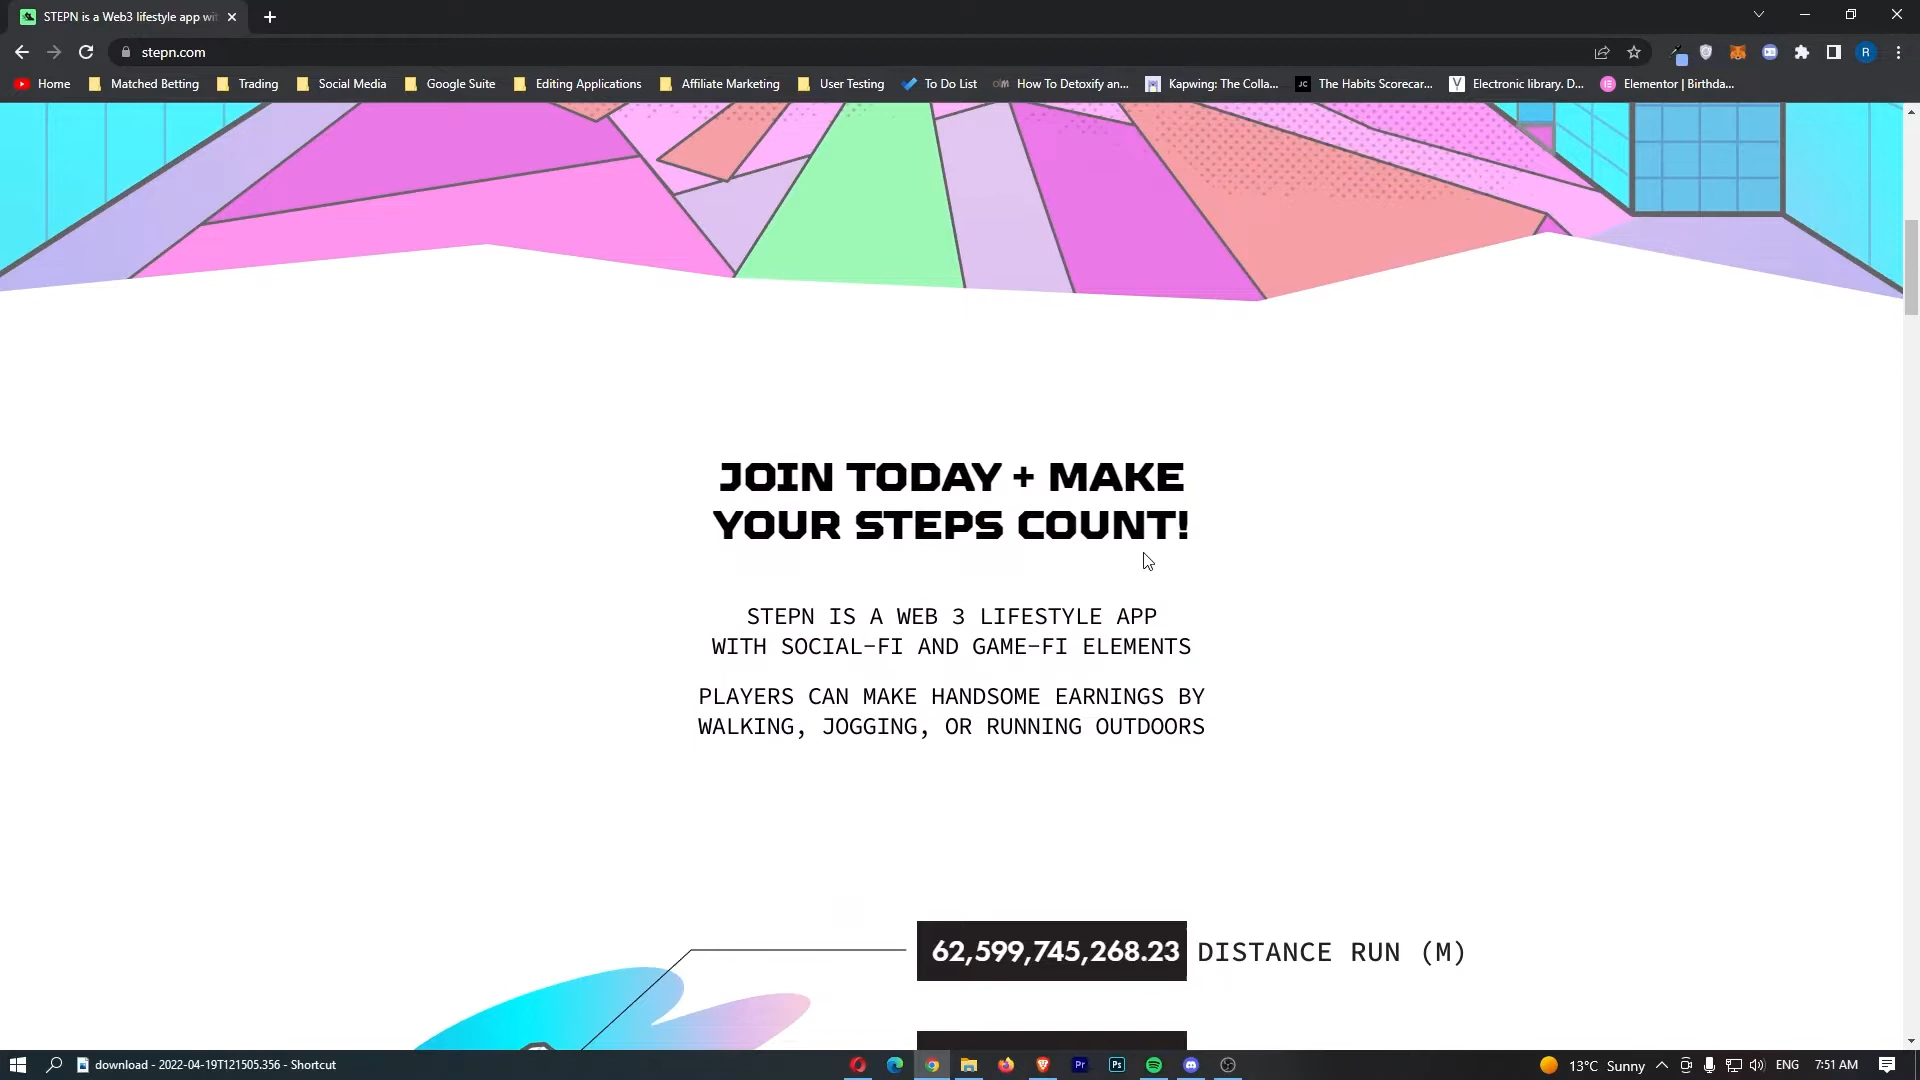 STEPN is a Web3 lifestyle app wit
stepn.com
R
Home
Matched Betting
Trading
Social Media
Google Suite
Editing Applications
Affiliate Marketing
User Testing
To Do List
How To Detoxify an...
Kapwing: The Colla...
JC
The Habits Scorecar...
Electronic library. D...
Elementor | Birthda...
JOIN TODAY + MAKE
YOUR STEPS COUNT!
STEPN IS A WEB 3 LIFESTYLE APP
WITH SOCIAL-FI AND GAME-FI ELEMENTS
PLAYERS CAN MAKE HANDSOME EARNINGS BY
WALKING, JOGGING, OR RUNNING OUTDOORS
62,599,745,268.23 DISTANCE RUN (M)
download - 2022-04-19T121505.356 - Shortcut
Pr
Ps
13°C Sunny
ENG
7:51 AM